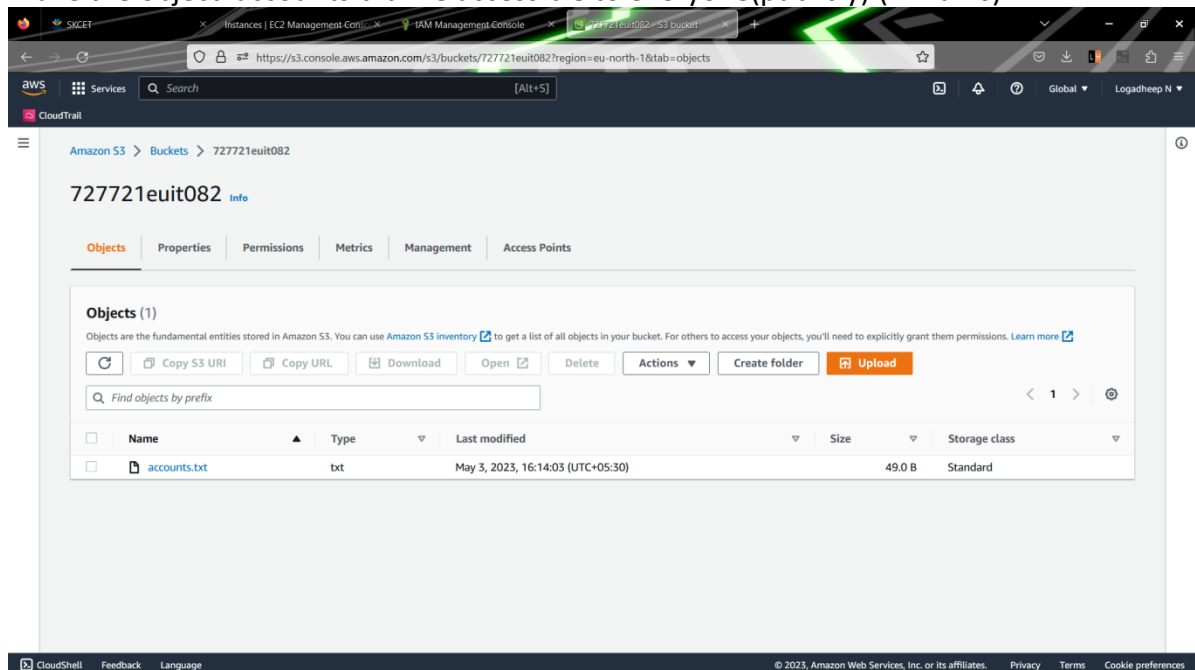 SKCET
Instances | EC2 Management Consol
IAM Management Console
727721euit082 - S3 bucket
https://s3.console.aws.amazon.com/s3/buckets/727721euit082?region=eu-north-1&tab=objects
aws
Services
Search
[Alt+S]
Global
Logadheep N
CloudTrail
Amazon S3 > Buckets > 727721euit082
727721euit082 Info
Objects Properties Permissions Metrics Management Access Points
Objects (1)
Objects are the fundamental entities stored in Amazon S3. You can use Amazon S3 inventory to get a list of all objects in your bucket. For others to access your objects, you'll need to explicitly grant them permissions. Learn more
Copy S3 URI Copy URL Download Open Delete Actions Create folder Upload
Find objects by prefix
1
Name Type Last modified Size Storage class
accounts.txt txt May 3, 2023, 16:14:03 (UTC+05:30) 49.0 B Standard
CloudShell Feedback Language © 2023, Amazon Web Services, Inc. or its affiliates. Privacy Terms Cookie preferences